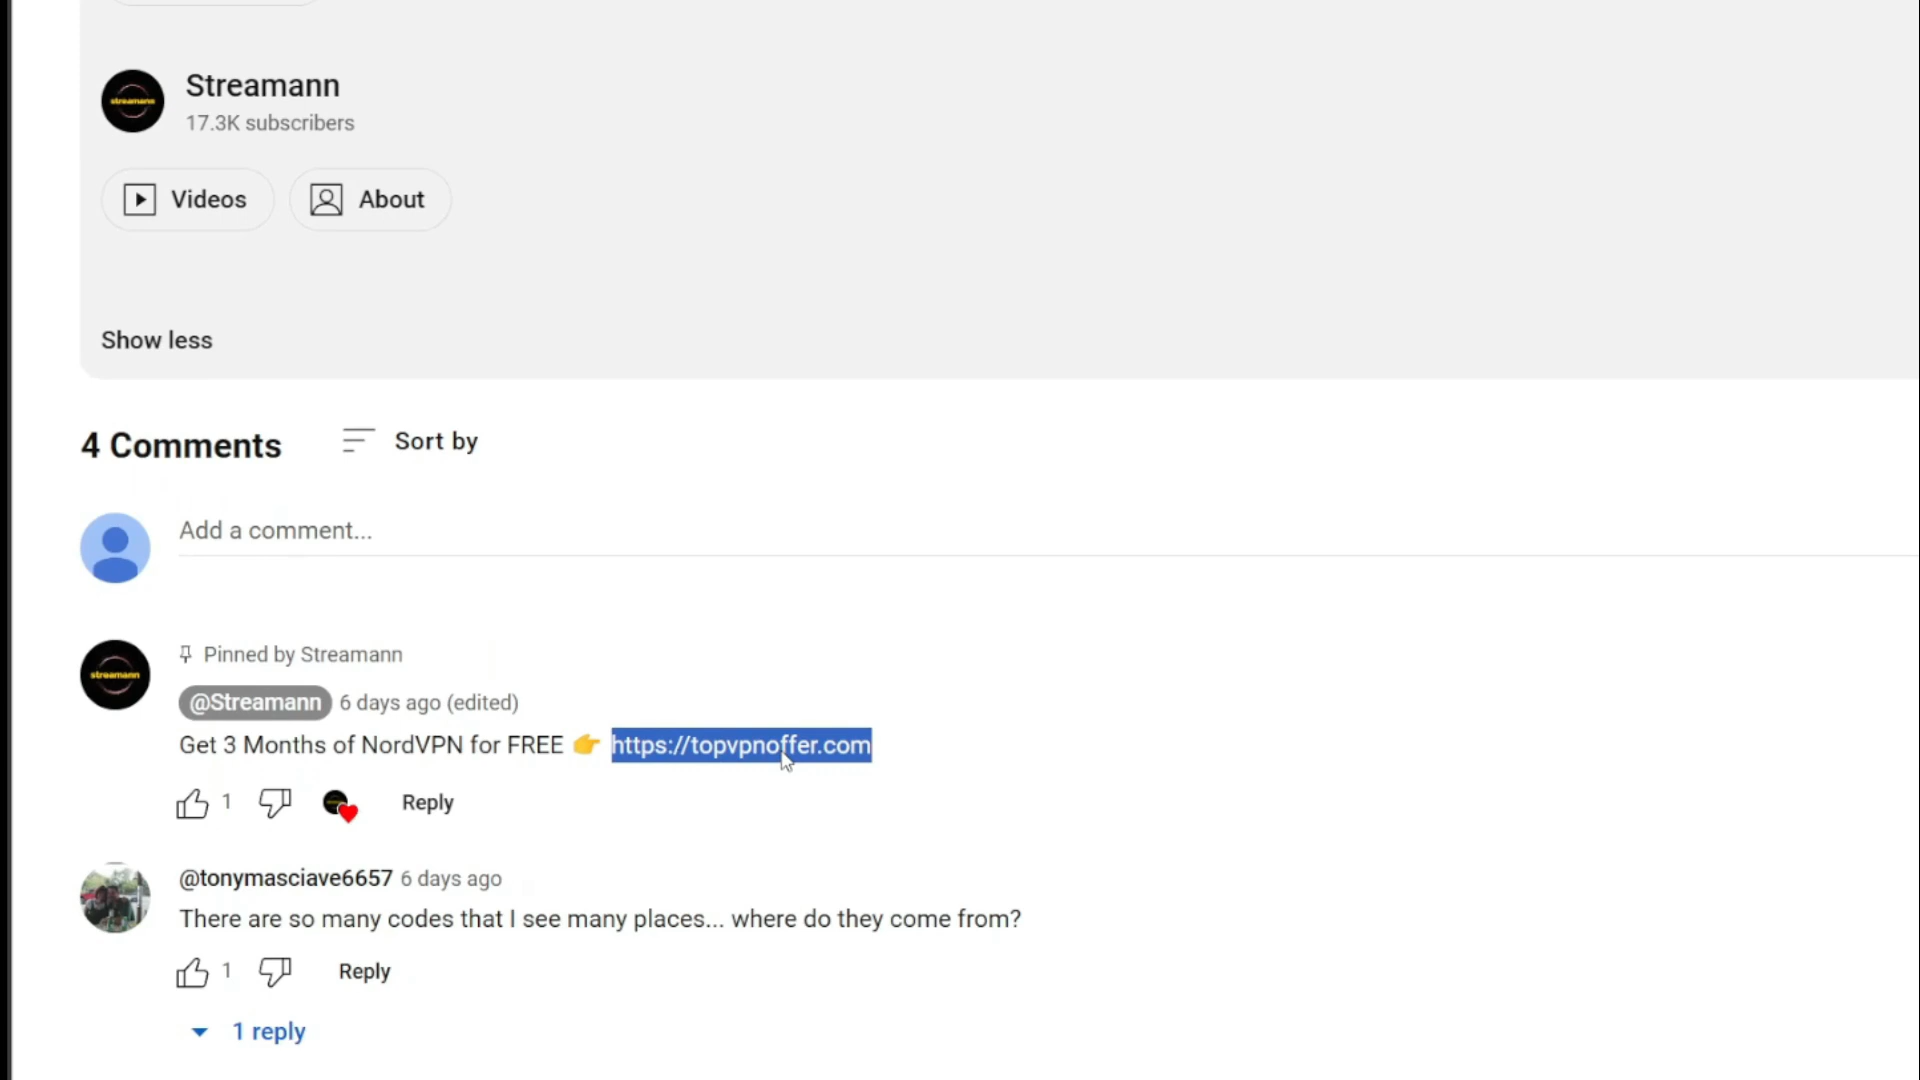 streamann
Streamann
17.3K subscribers
Videos
About
Show less
4 Comments
Sort by
Add a comment...
streamann
Pinned by Streamann
@Streamann 6 days ago (edited)
Get 3 Months of NordVPN for FREE 👉 https://topvpnoffer.com
1
Reply
@tonymasciave6657 6 days ago
There are so many codes that I see many places... where do they come from?
1
Reply
1 reply